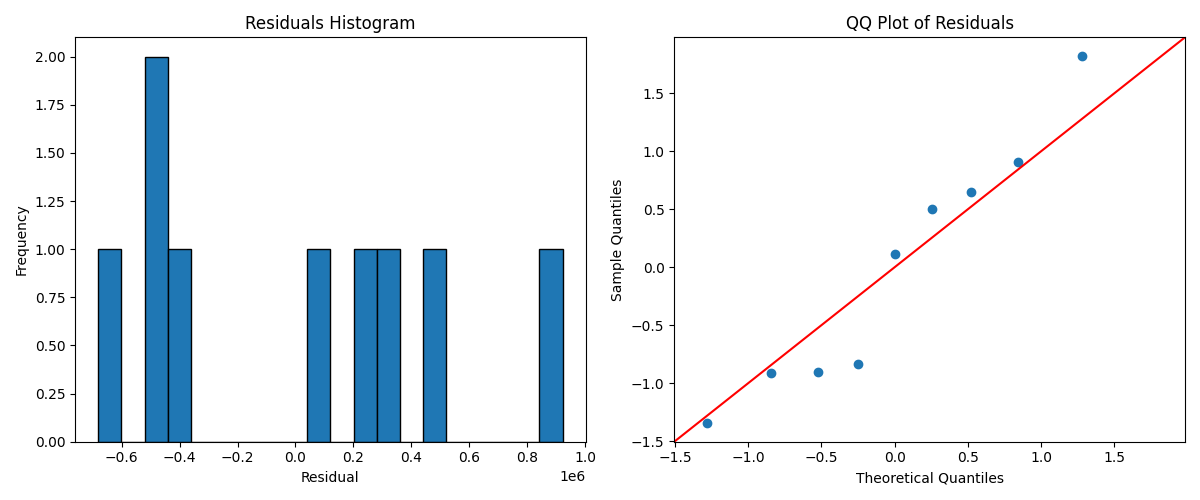 Residuals Histogram
2.00
1.75
1.50
1.25
1.00
0.75
0.50
0.25
0.00
Frequency
−0.6 −0.4 −0.2 0.0 0.2 0.4 0.6 0.8 1.0
1e6
Residual
QQ Plot of Residuals
1.5
1.0
0.5
0.0
−0.5
−1.0
−1.5
Sample Quantiles
−1.5 −1.0 −0.5 0.0 0.5 1.0 1.5
Theoretical Quantiles